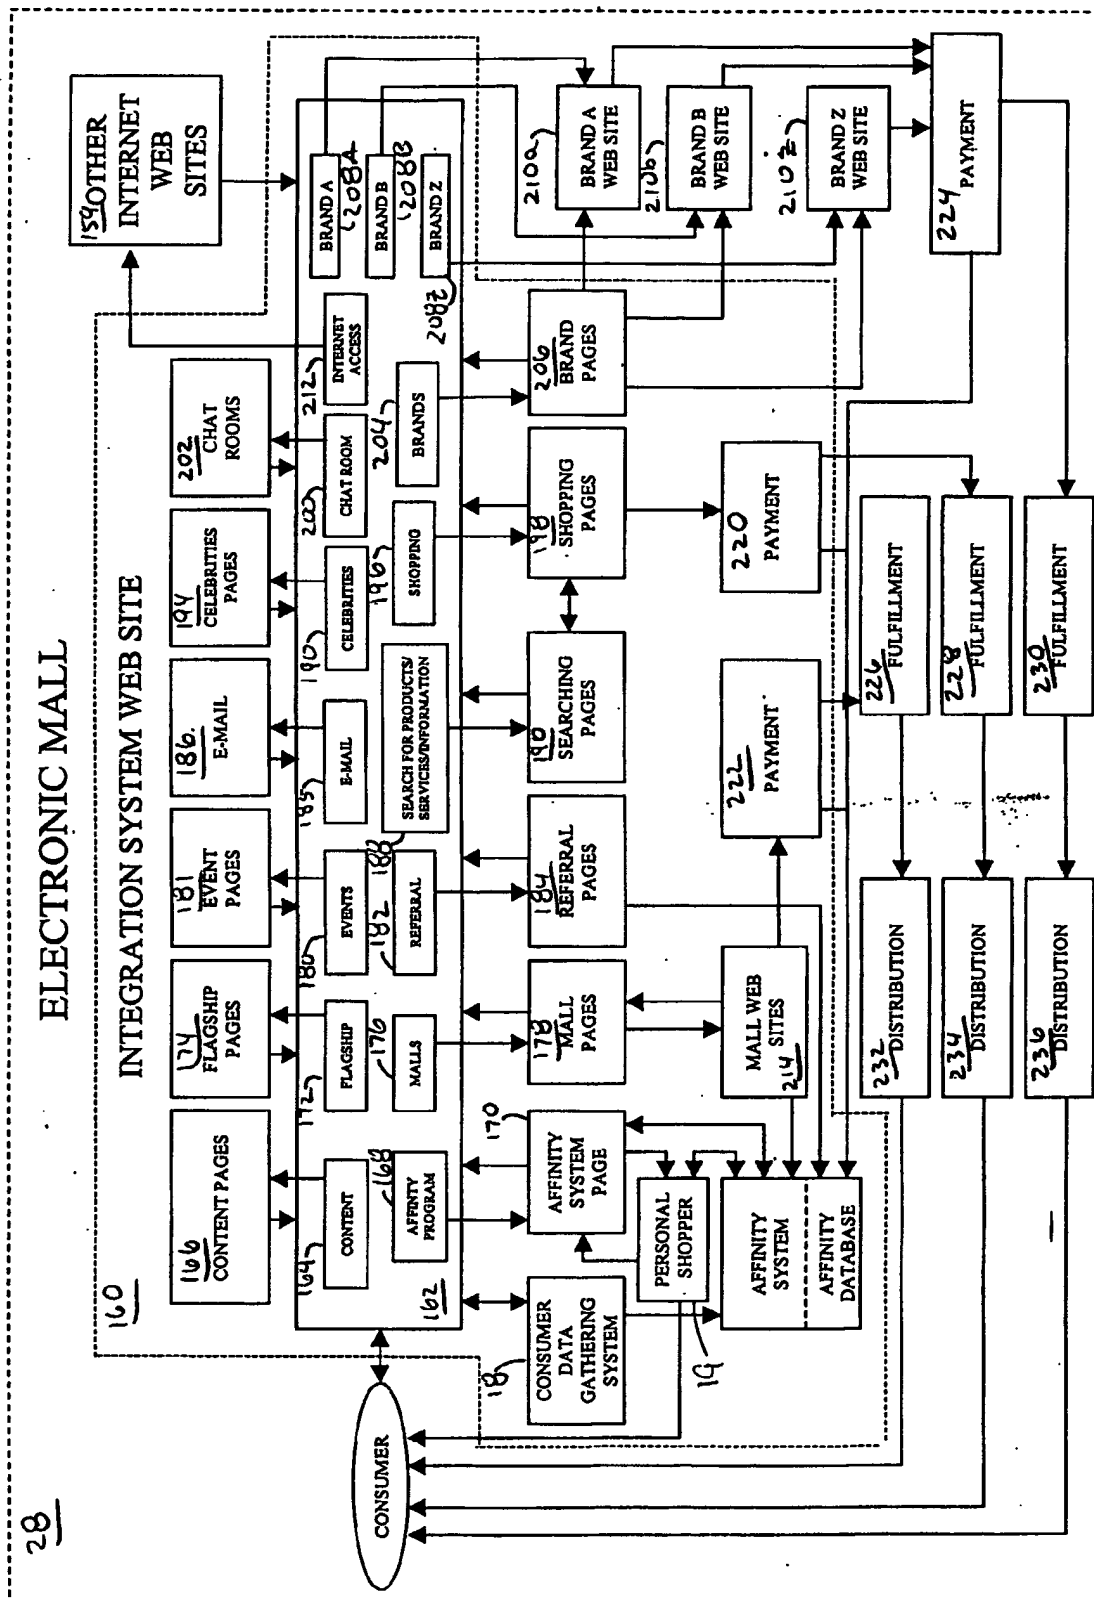 28
ELECTRONIC MALL
160
INTEGRATION SYSTEM WEB SITE
166
CONTENT PAGES
174
FLAGSHIP
PAGES
181
EVENT
PAGES
186.
E-MAIL
194
CELEBRITIES
PAGES
202
CHAT
ROOMS
154 OTHER
INTERNET
WEB
SITES
CONSUMER
162
164
CONTENT
172
FLAGSHIP
180
EVENTS
185
E-MAIL
190
CELEBRITIES
200
CHAT ROOM
212
INTERNET
ACCESS
BRAND A
208A
BRAND B
208B
BRAND Z
208Z
168
AFFINITY
PROGRAM
176
MALLS
182
REFERRAL
188
SEARCH FOR PRODUCTS/
SERVICES/INFORMATION
196
SHOPPING
204
BRANDS
18
CONSUMER
DATA
GATHERING
SYSTEM
170
AFFINITY
SYSTEM
PAGE
178
MALL
PAGES
184
REFERRAL
PAGES
190
SEARCHING
PAGES
198
SHOPPING
PAGES
206
BRAND
PAGES
210a
BRAND A
WEB SITE
210b
BRAND B
WEB SITE
210z
BRAND Z
WEB SITE
19
PERSONAL
SHOPPER
AFFINITY
SYSTEM
AFFINITY
DATABASE
MALL WEB
SITES
214
222
PAYMENT
220
PAYMENT
224
PAYMENT
232
DISTRIBUTION
226
FULFILLMENT
234
DISTRIBUTION
228
FULFILLMENT
236
DISTRIBUTION
230
FULFILLMENT